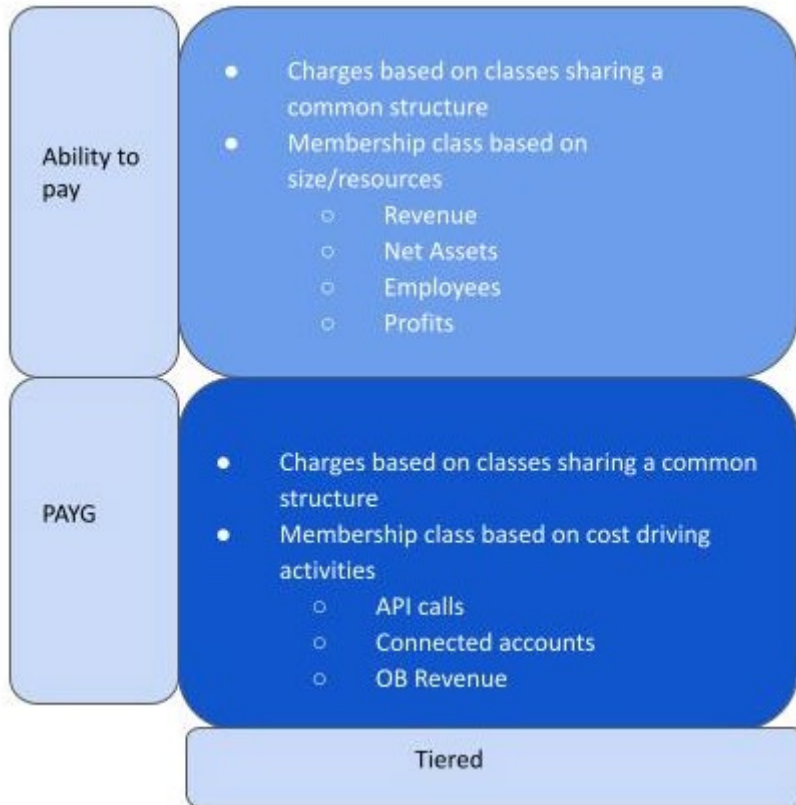 Ability to
pay
● Charges based on classes sharing a
common structure
● Membership class based on
size/resources
○ Revenue
○ Net Assets
○ Employees
○ Profits
PAYG
● Charges based on classes sharing a common
structure
● Membership class based on cost driving
activities
○ API calls
○ Connected accounts
○ OB Revenue
Tiered